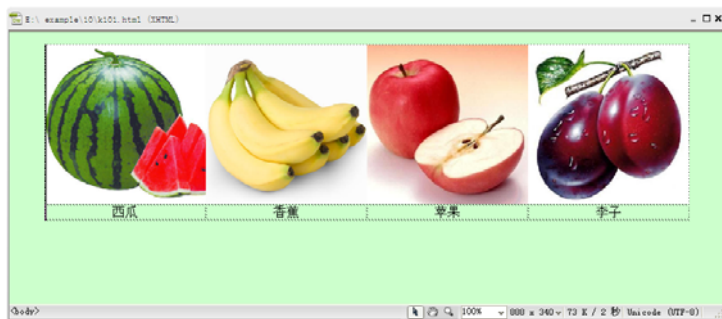 E:\ example\10\k101.html (XHTML)
西瓜 香蕉 苹果 李子
<body> 100% 880 x 340 73 K / 2 秒 Unicode (UTF-8)